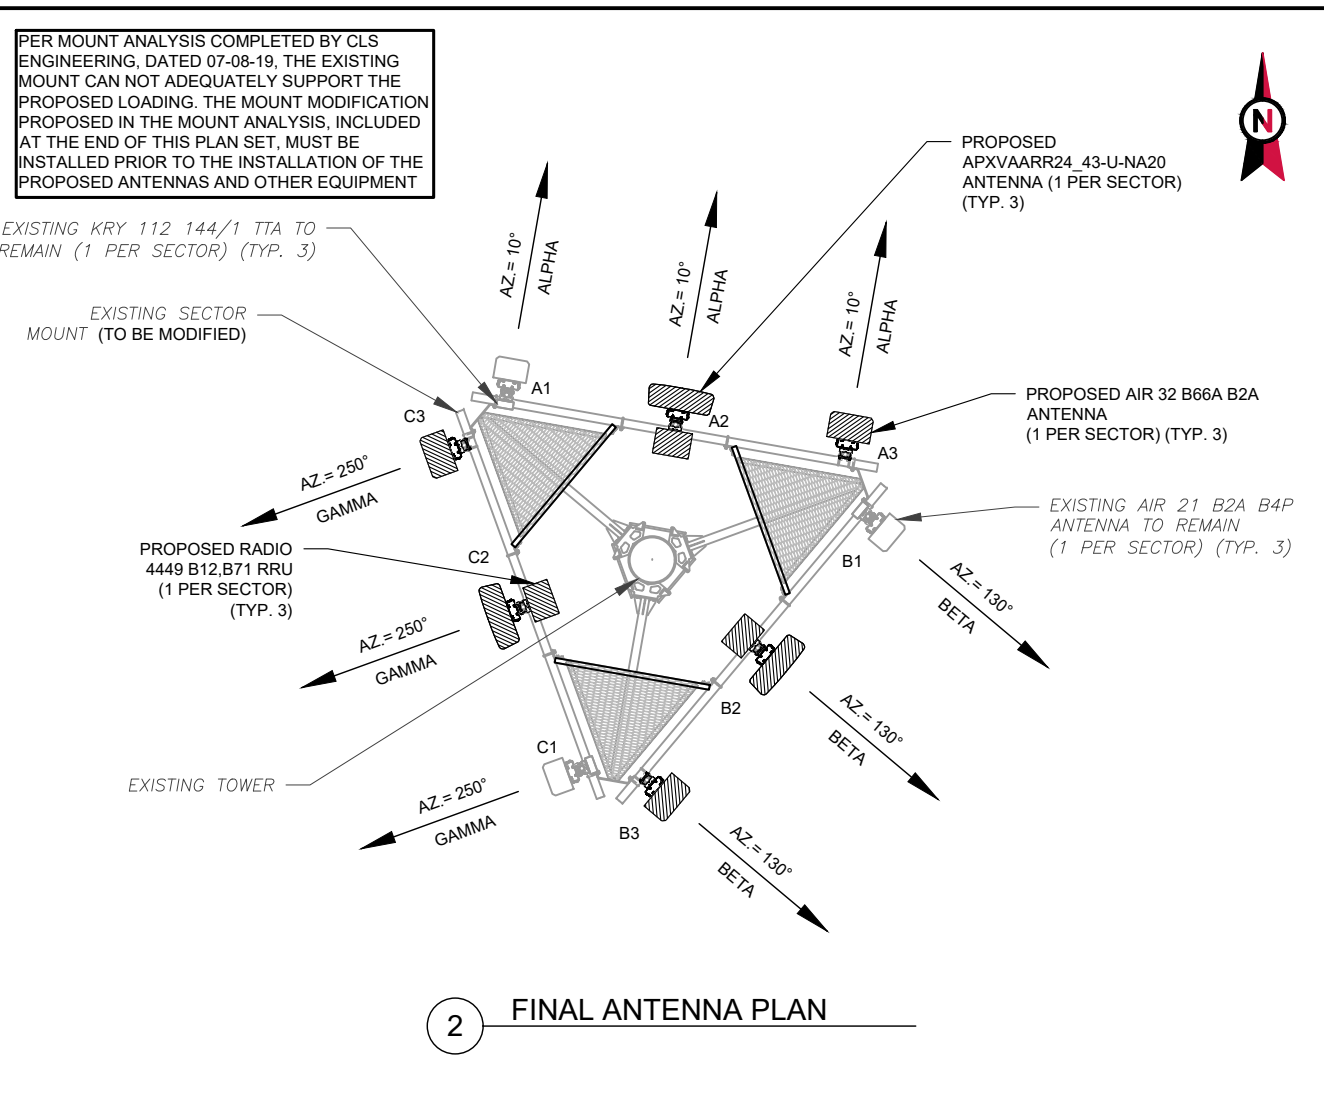 PER MOUNT ANALYSIS COMPLETED BY CLS
ENGINEERING, DATED 07-08-19, THE EXISTING
MOUNT CAN NOT ADEQUATELY SUPPORT THE
PROPOSED LOADING. THE MOUNT MODIFICATION
PROPOSED IN THE MOUNT ANALYSIS, INCLUDED
AT THE END OF THIS PLAN SET, MUST BE
INSTALLED PRIOR TO THE INSTALLATION OF THE
PROPOSED ANTENNAS AND OTHER EQUIPMENT
N
PROPOSED
APXVAARR24_43-U-NA20
ANTENNA (1 PER SECTOR)
(TYP. 3)
EXISTING KRY 112 144/1 TTA TO
REMAIN (1 PER SECTOR) (TYP. 3)
EXISTING SECTOR
MOUNT (TO BE MODIFIED)
AZ.= 10°
ALPHA
AZ.= 10°
ALPHA
AZ.= 10°
ALPHA
A1
A2
A3
C3
PROPOSED AIR 32 B66A B2A
ANTENNA
(1 PER SECTOR) (TYP. 3)
AZ.= 250°
GAMMA
EXISTING AIR 21 B2A B4P
ANTENNA TO REMAIN
(1 PER SECTOR) (TYP. 3)
PROPOSED RADIO
4449 B12,B71 RRU
(1 PER SECTOR)
(TYP. 3)
C2
B1
AZ.= 130°
BETA
AZ.= 250°
GAMMA
B2
AZ.= 130°
BETA
C1
EXISTING TOWER
AZ.= 250°
GAMMA
B3
AZ.= 130°
BETA
2
FINAL ANTENNA PLAN